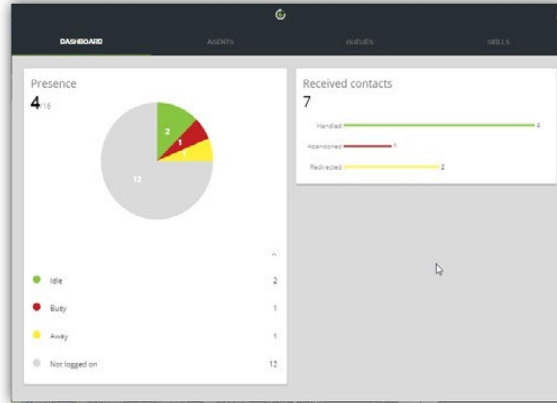 DASHBOARD
AGENTS
QUEUES
SKILLS
Presence
4/16
2
1
1
12
Idle 2
Busy 1
Away 1
Not logged on 12
Received contacts
7
Handled 4
Abandoned 1
Redirected 2